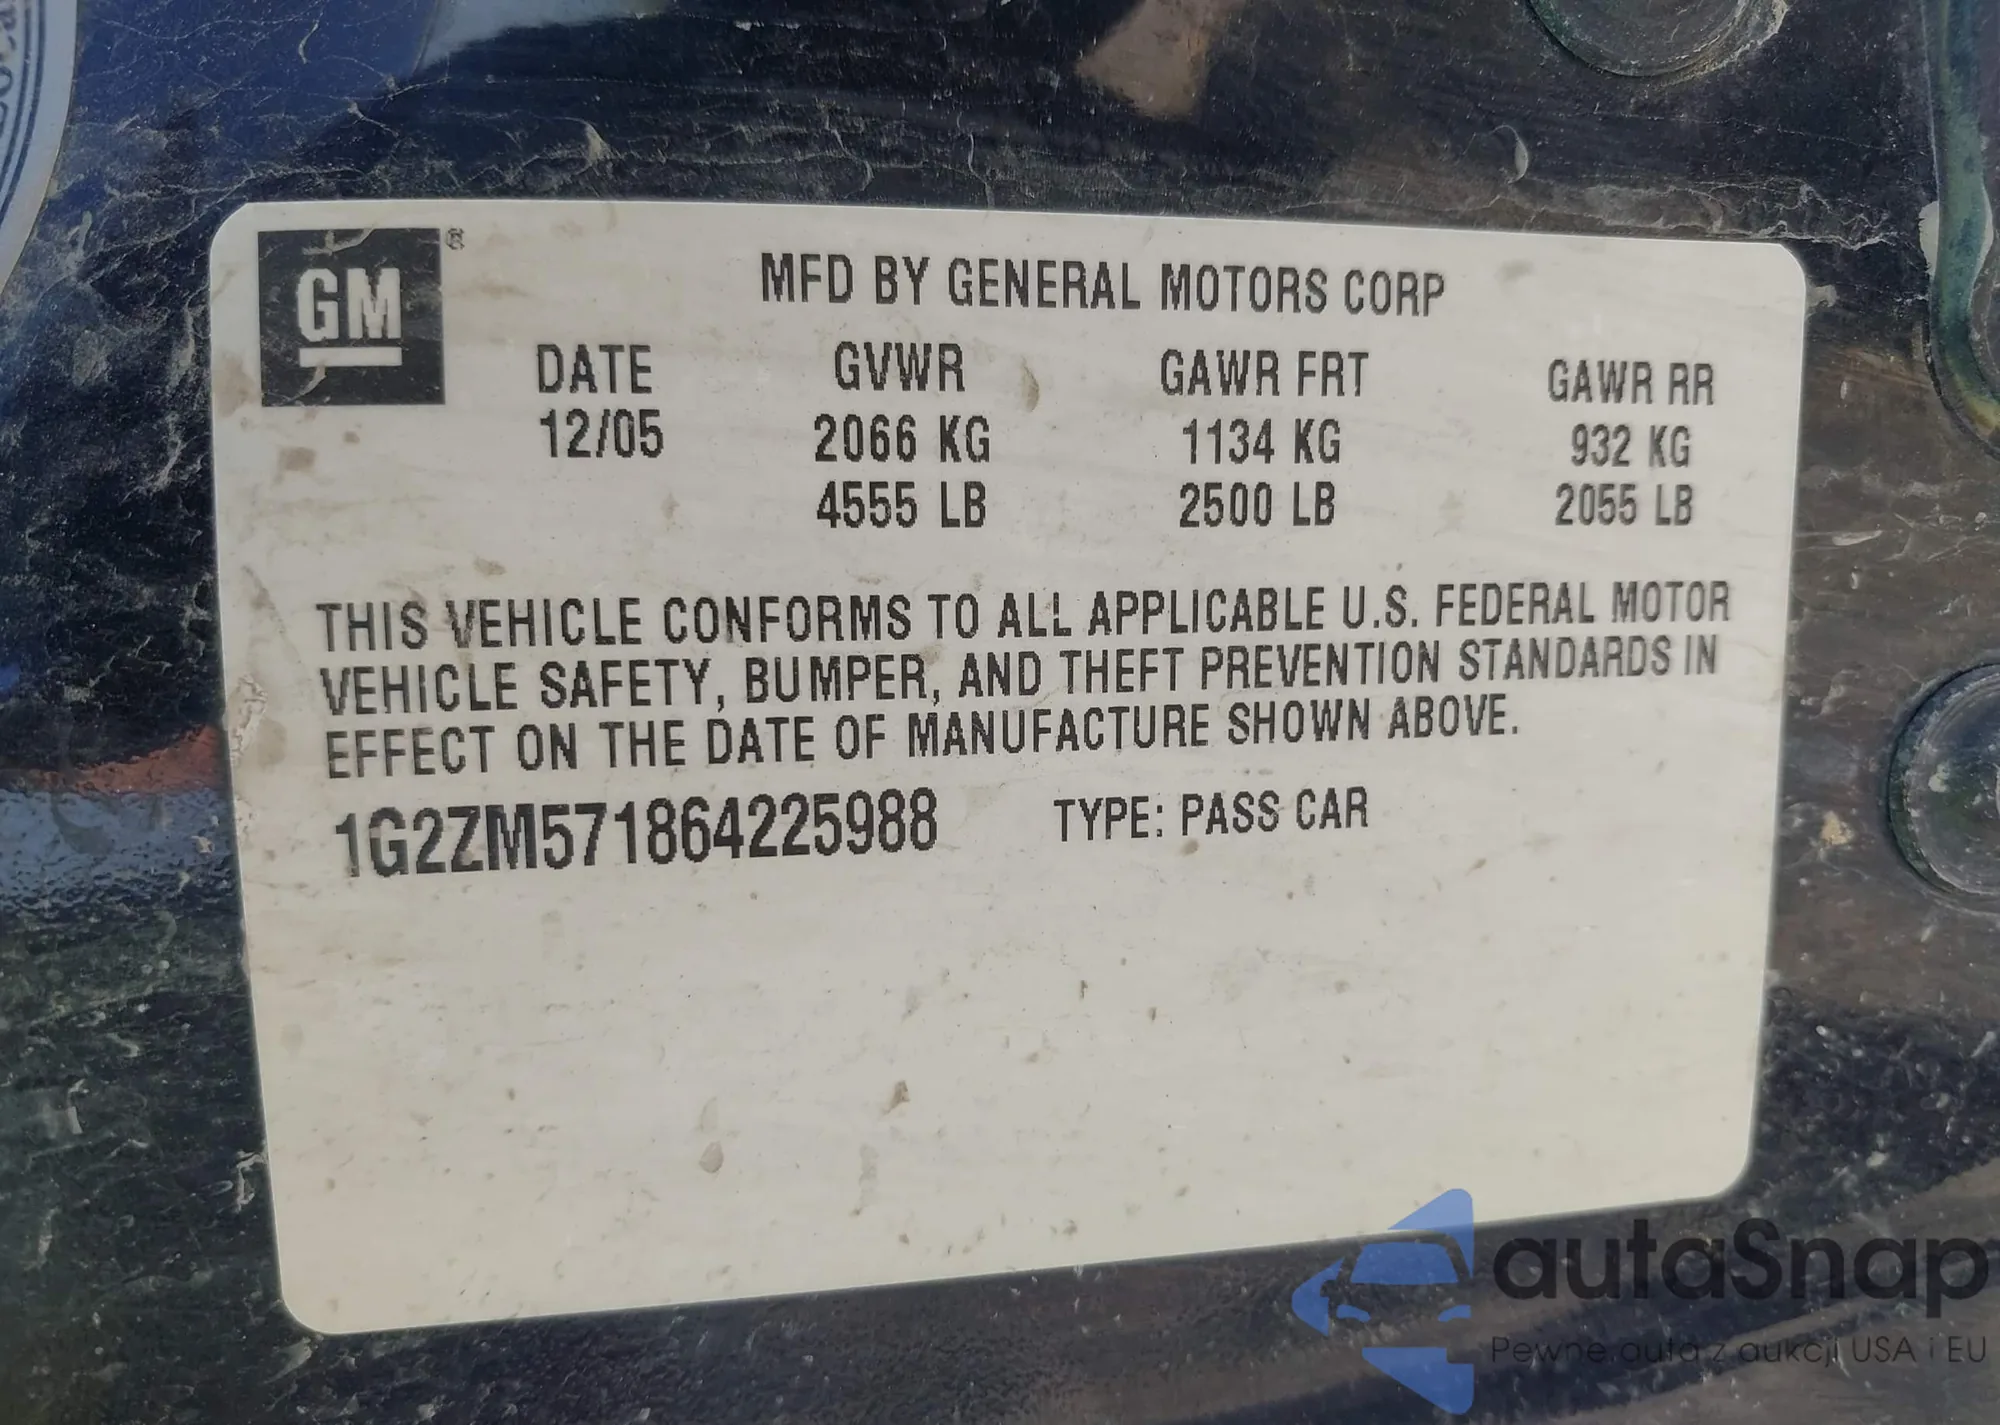 GM®
MFD BY GENERAL MOTORS CORP
DATE GVWR GAWR FRT GAWR RR
12/05 2066 KG 1134 KG 932 KG
4555 LB 2500 LB 2055 LB
THIS VEHICLE CONFORMS TO ALL APPLICABLE U.S. FEDERAL MOTOR
VEHICLE SAFETY, BUMPER, AND THEFT PREVENTION STANDARDS IN
EFFECT ON THE DATE OF MANUFACTURE SHOWN ABOVE.
1G2ZM571864225988 TYPE: PASS CAR
autaSnap
Pewne auta z aukcji USA i EU